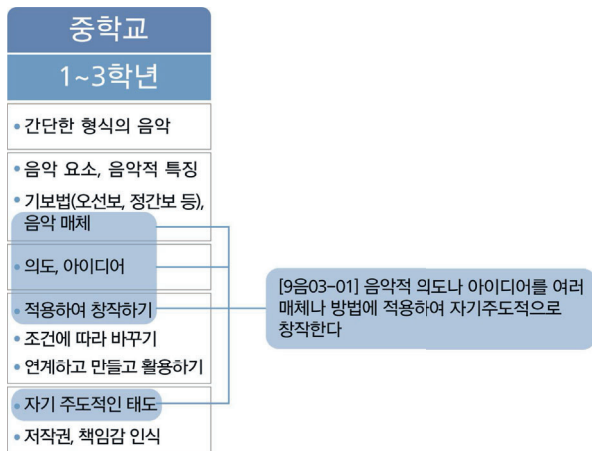 중학교
1~3학년
• 간단한 형식의 음악
• 음악 요소, 음악적 특징
• 기보법(오선보, 정간보 등),
음악 매체
• 의도, 아이디어
• 적용하여 창작하기
• 조건에 따라 바꾸기
• 연계하고 만들고 활용하기
• 자기 주도적인 태도
• 저작권, 책임감 인식
[9음03-01] 음악적 의도나 아이디어를 여러
매체나 방법에 적용하여 자기주도적으로
창작한다